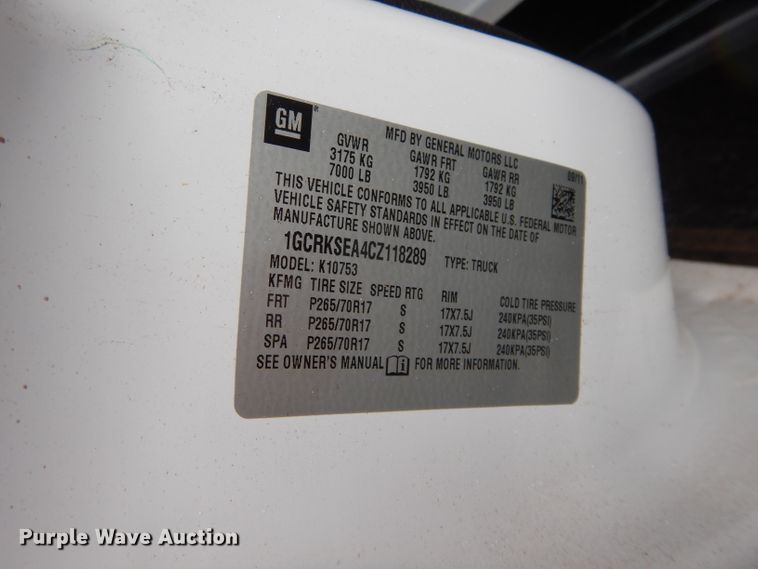 GM
MFD BY GENERAL MOTORS LLC
GVWR GAWR FRT GAWR RR 09/11
3175 KG 1792 KG 1792 KG
7000 LB 3950 LB 3950 LB
THIS VEHICLE CONFORMS TO ALL APPLICABLE U.S. FEDERAL MOTOR
VEHICLE SAFETY STANDARDS IN EFFECT ON THE DATE OF
MANUFACTURE SHOWN ABOVE.
1GCRKSEA4CZ118289 TYPE: TRUCK
MODEL: K10753
KFMG TIRE SIZE SPEED RTG RIM COLD TIRE PRESSURE
FRT P265/70R17 S 17X7.5J 240KPA(35PSI)
RR P265/70R17 S 17X7.5J 240KPA(35PSI)
SPA P265/70R17 S 17X7.5J 240KPA(35PSI)
SEE OWNER'S MANUAL FOR MORE INFORMATION.
Purple Wave Auction